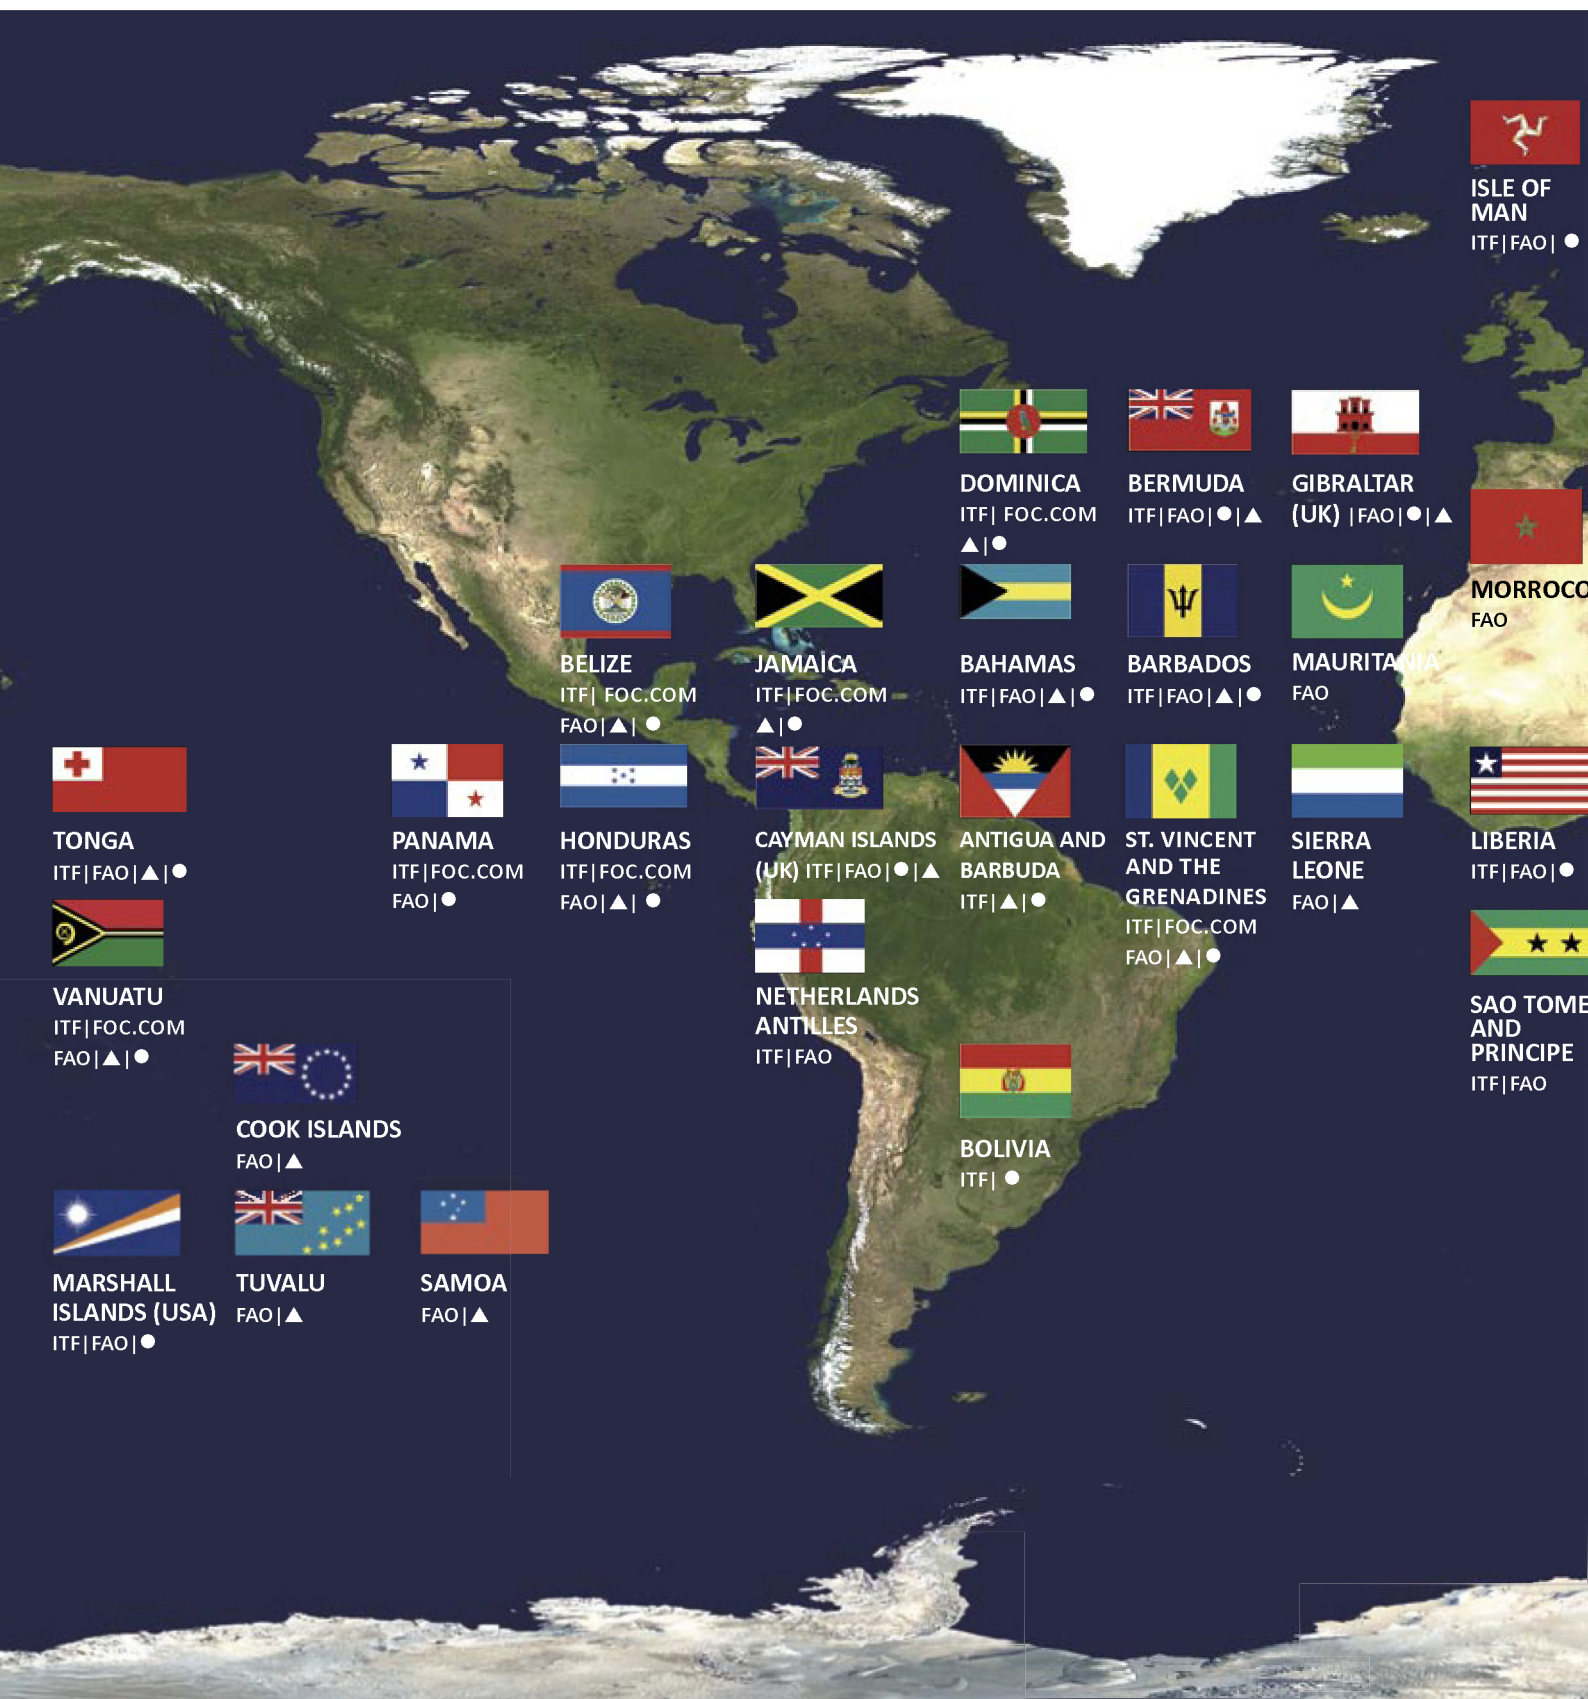 ISLE OF
MAN
ITF|FAO| ●
DOMINICA
ITF| FOC.COM
▲|●
BERMUDA
ITF|FAO|●|▲
GIBRALTAR
(UK) |FAO|●|▲
MORROCO
FAO
BELIZE
ITF| FOC.COM
FAO|▲| ●
JAMAICA
ITF|FOC.COM
▲|●
BAHAMAS
ITF|FAO|▲|●
BARBADOS
ITF|FAO|▲|●
MAURITANIA
FAO
TONGA
ITF|FAO|▲|●
PANAMA
ITF|FOC.COM
FAO|●
HONDURAS
ITF|FOC.COM
FAO|▲| ●
CAYMAN ISLANDS
(UK) ITF|FAO|●|▲
ANTIGUA AND
BARBUDA
ITF|▲|●
ST. VINCENT
AND THE
GRENADINES
ITF|FOC.COM
FAO|▲|●
SIERRA
LEONE
FAO|▲
LIBERIA
ITF|FAO|●
VANUATU
ITF|FOC.COM
FAO|▲|●
NETHERLANDS
ANTILLES
ITF|FAO
SAO TOME
AND
PRINCIPE
ITF|FAO
COOK ISLANDS
FAO|▲
BOLIVIA
ITF| ●
MARSHALL
ISLANDS (USA)
ITF|FAO|●
TUVALU
FAO|▲
SAMOA
FAO|▲